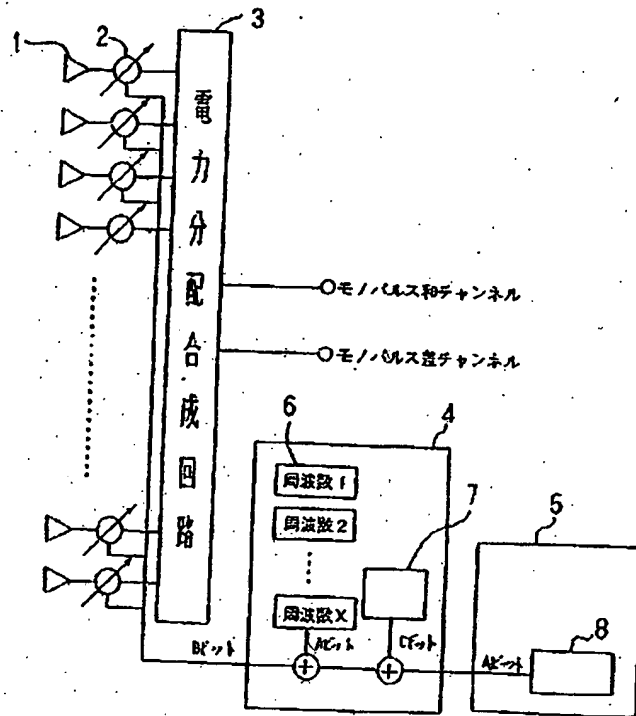 1
2
3
電力分配合成回路
モノパルス和チャンネル
モノパルス差チャンネル
4
5
6
周波数1
周波数2
7
周波数X
8
Bビット
Aビット
Cビット
Aビット